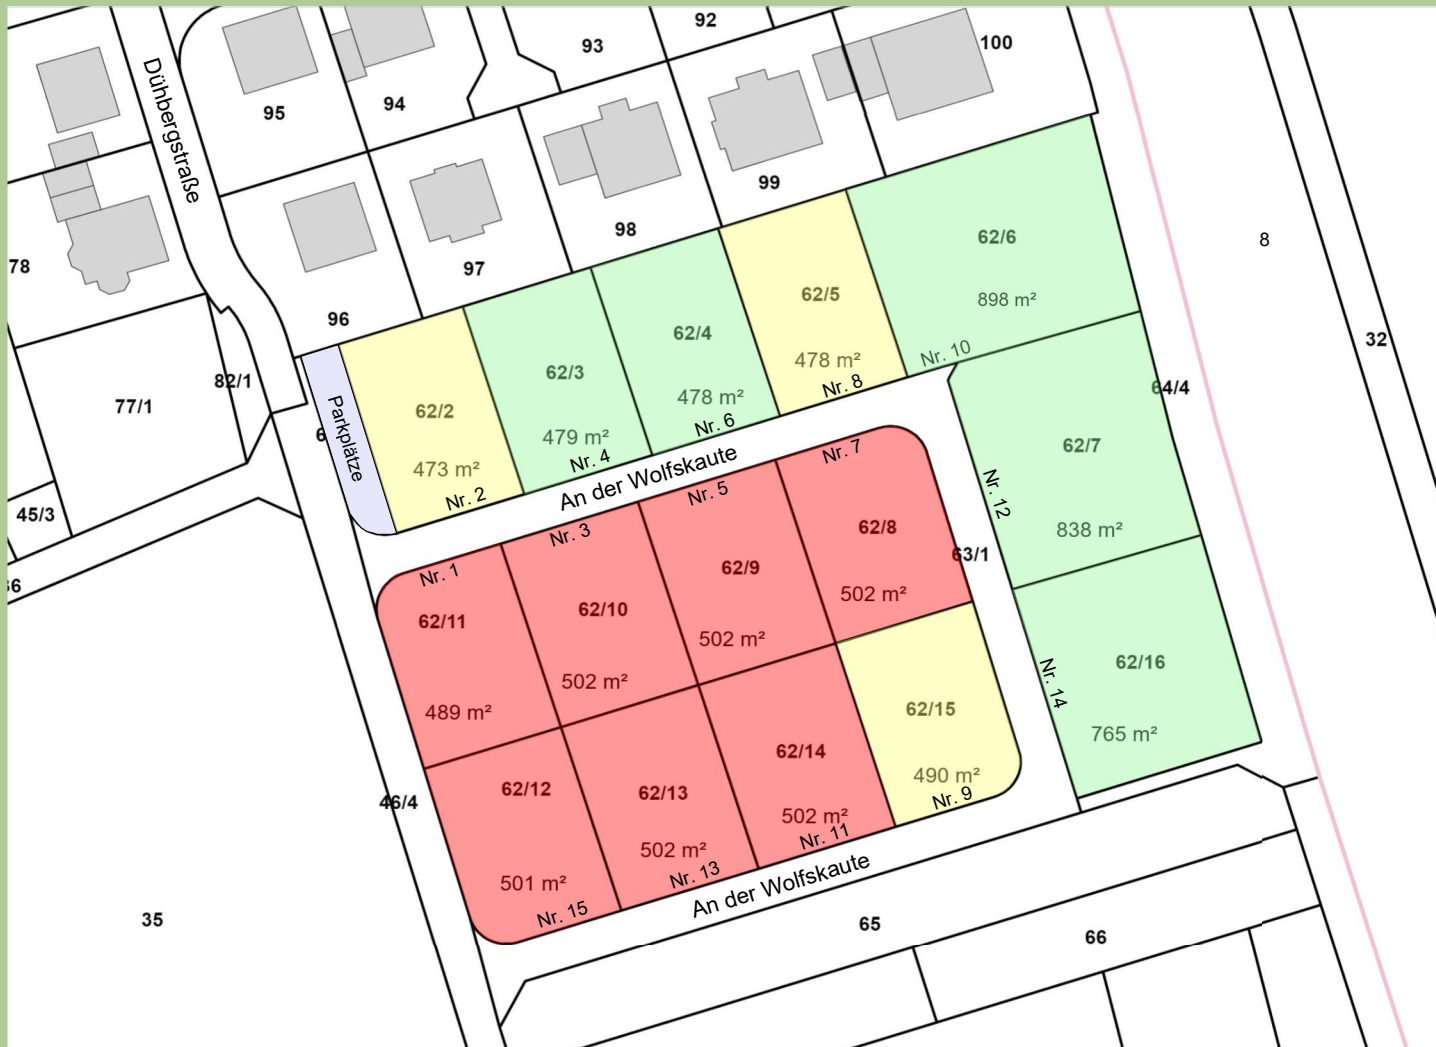 92
93
100
Dühbergstraße
95
94
99
98
97
96
78
8
62/6
898 m²
62/5
478 m²
Nr. 8
Nr. 10
62/4
478 m²
Nr. 6
62/3
479 m²
Nr. 4
62/2
473 m²
Nr. 2
Parkplätze
32
82/1
77/1
64/4
An der Wolfskaute
62/7
838 m²
Nr. 12
45/3
Nr. 7
62/8
502 m²
Nr. 5
62/9
502 m²
Nr. 3
62/10
502 m²
Nr. 1
62/11
489 m²
63/1
62/16
765 m²
Nr. 14
62/15
490 m²
Nr. 9
62/14
502 m²
Nr. 11
62/13
502 m²
Nr. 13
62/12
501 m²
Nr. 15
46/4
An der Wolfskaute
35
65
66